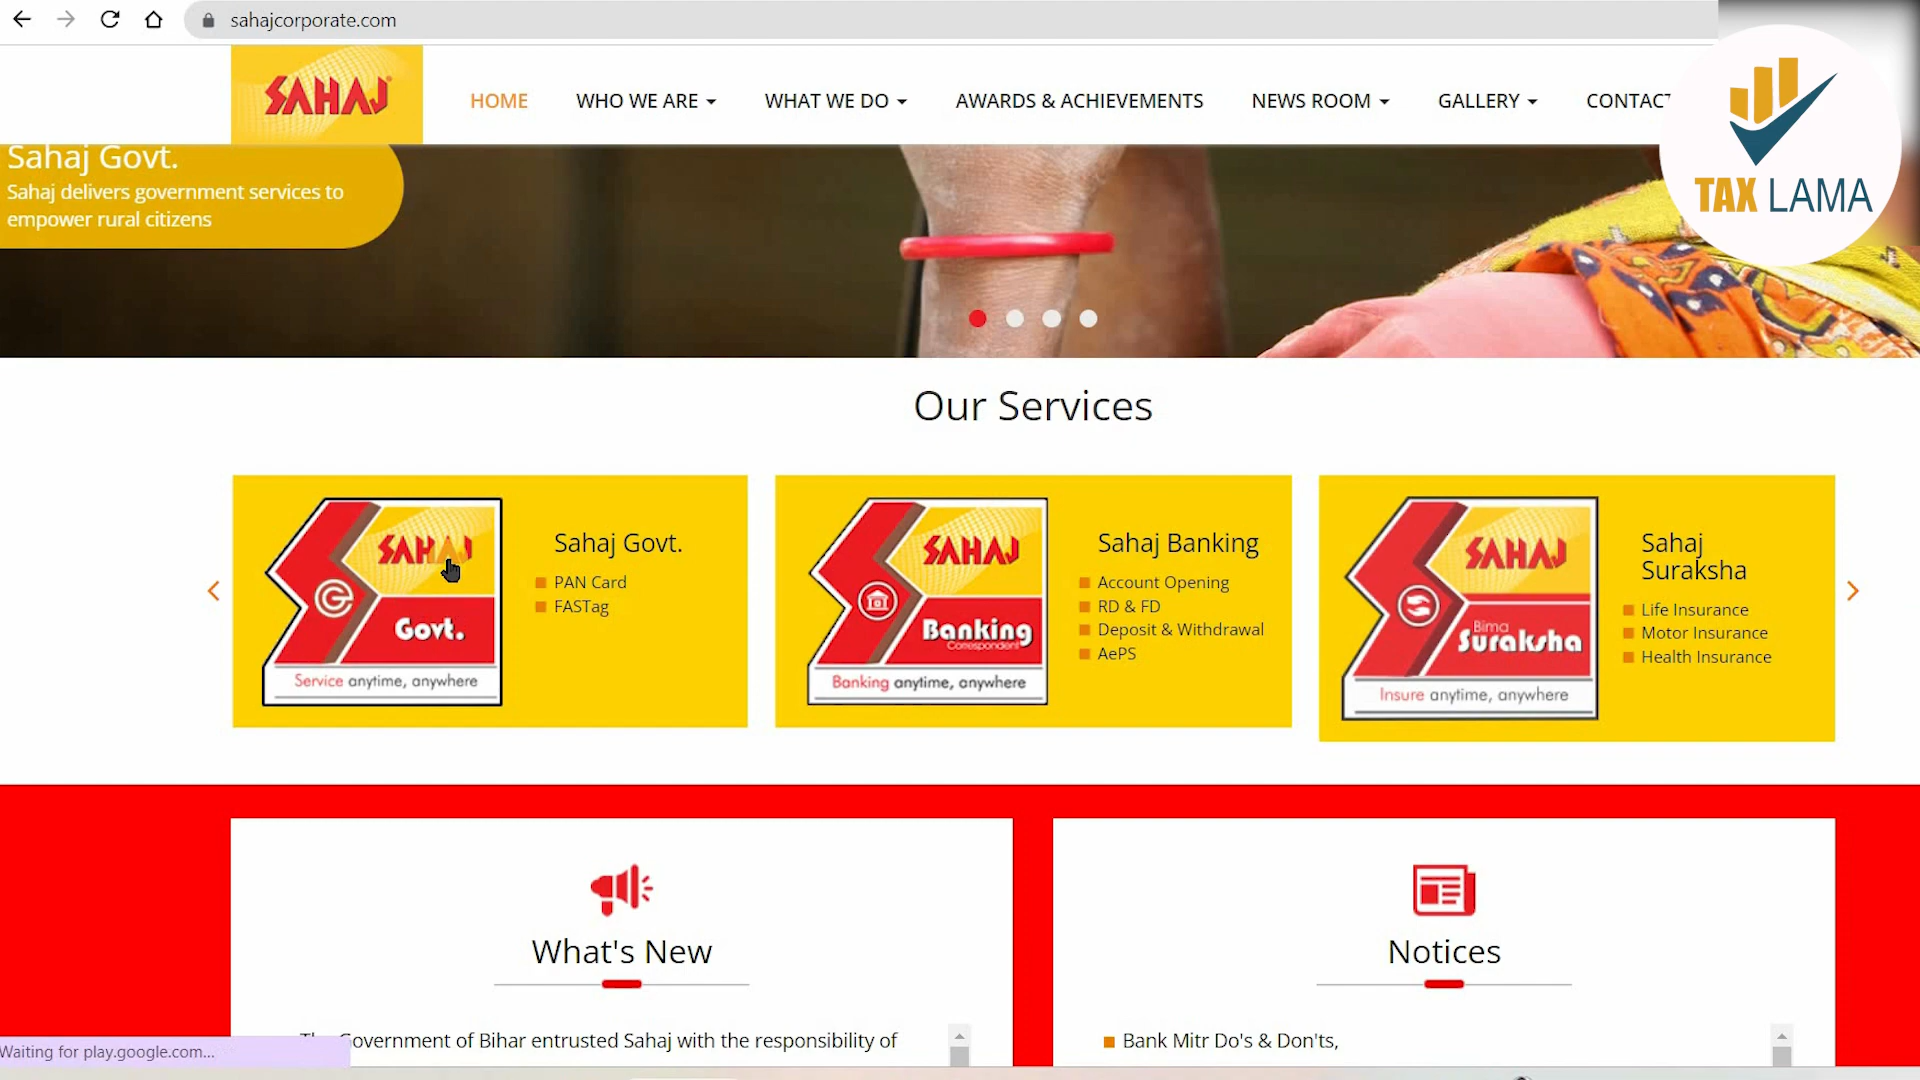 sahajcorporate.com
SAHAJ
HOME
WHO WE ARE
WHAT WE DO
AWARDS & ACHIEVEMENTS
NEWS ROOM
GALLERY
CONTACT
TAX LAMA
Sahaj Govt.
Sahaj delivers government services to
empower rural citizens
Our Services
SAHAJ
Govt.
Service anytime, anywhere
Sahaj Govt.
PAN Card
FASTag
SAHAJ
Banking
Correspondent
Banking anytime, anywhere
Sahaj Banking
Account Opening
RD & FD
Deposit & Withdrawal
AePS
SAHAJ
Bima
Suraksha
Insure anytime, anywhere
Sahaj
Suraksha
Life Insurance
Motor Insurance
Health Insurance
What's New
The Government of Bihar entrusted Sahaj with the responsibility of
Notices
Bank Mitr Do's & Don'ts,
Waiting for play.google.com...